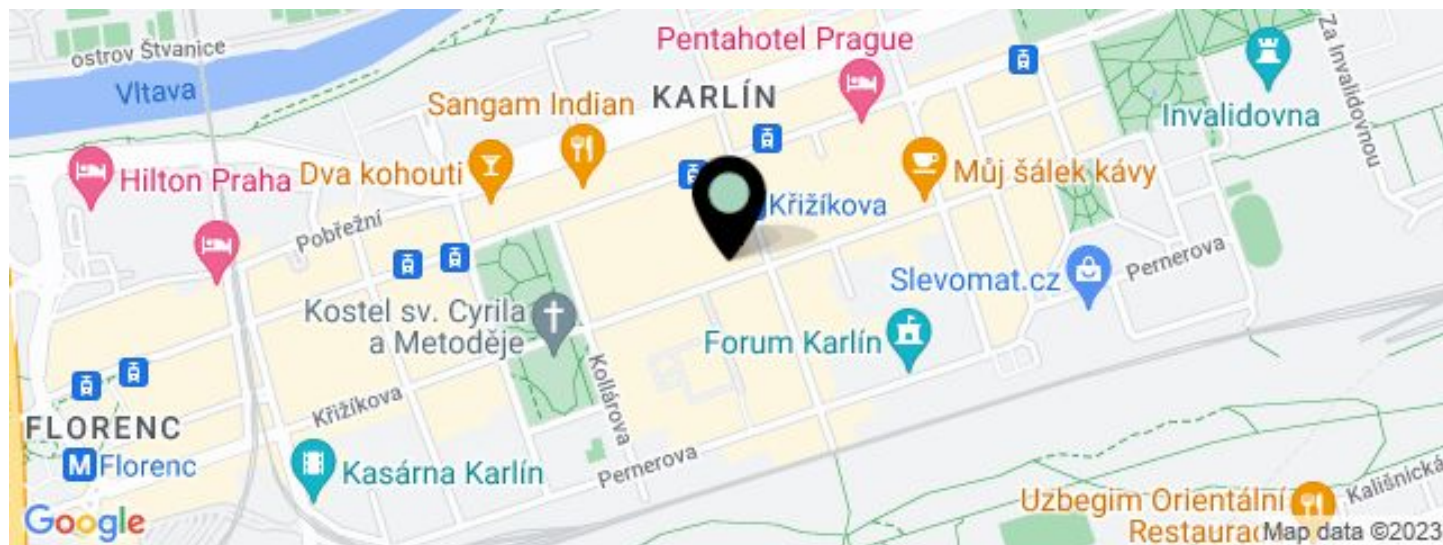 ostrov Štvanice
Vltava
Pentahotel Prague
KARLÍN
Sangam Indian
Dva kohouti
Hilton Praha
Invalidovna
Za Invalidovnou
Můj šálek kávy
Křižíkova
Pobřežní
Slevomat.cz
Pernerova
Kostel sv. Cyrila
a Metoděje
Forum Karlín
Kollárova
Křižíkova
FLORENC
M Florenc
Kasárna Karlín
Pernerova
Uzbegim Orientální
Restaurac
Kališnická
Google
Map data ©2023